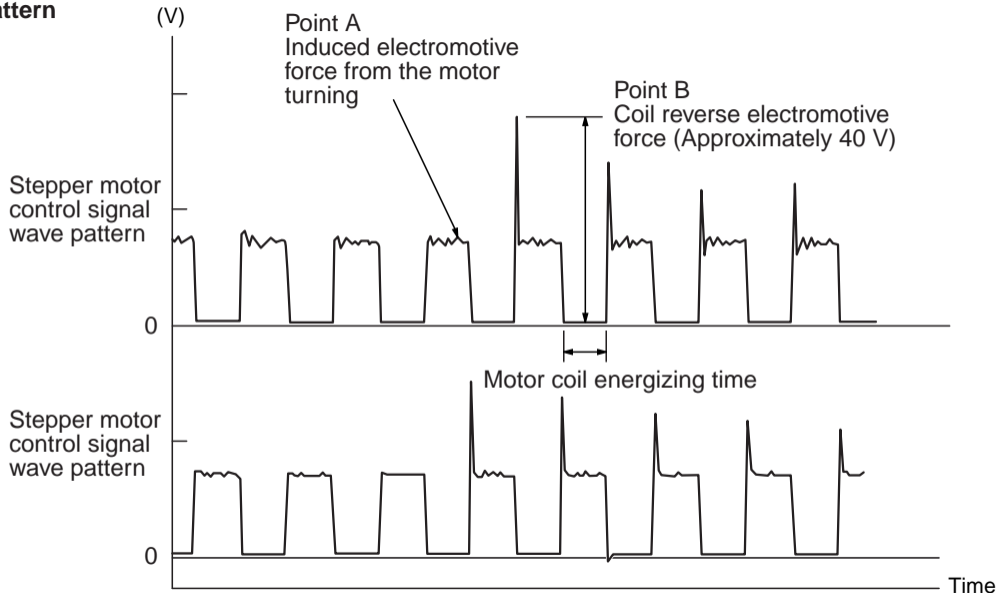 (V)
Point A
Induced electromotive
force from the motor
turning
Point B
Coil reverse electromotive
force (Approximately 40 V)
Stepper motor
control signal
wave pattern
0
Motor coil energizing time
Stepper motor
control signal
wave pattern
0
Time